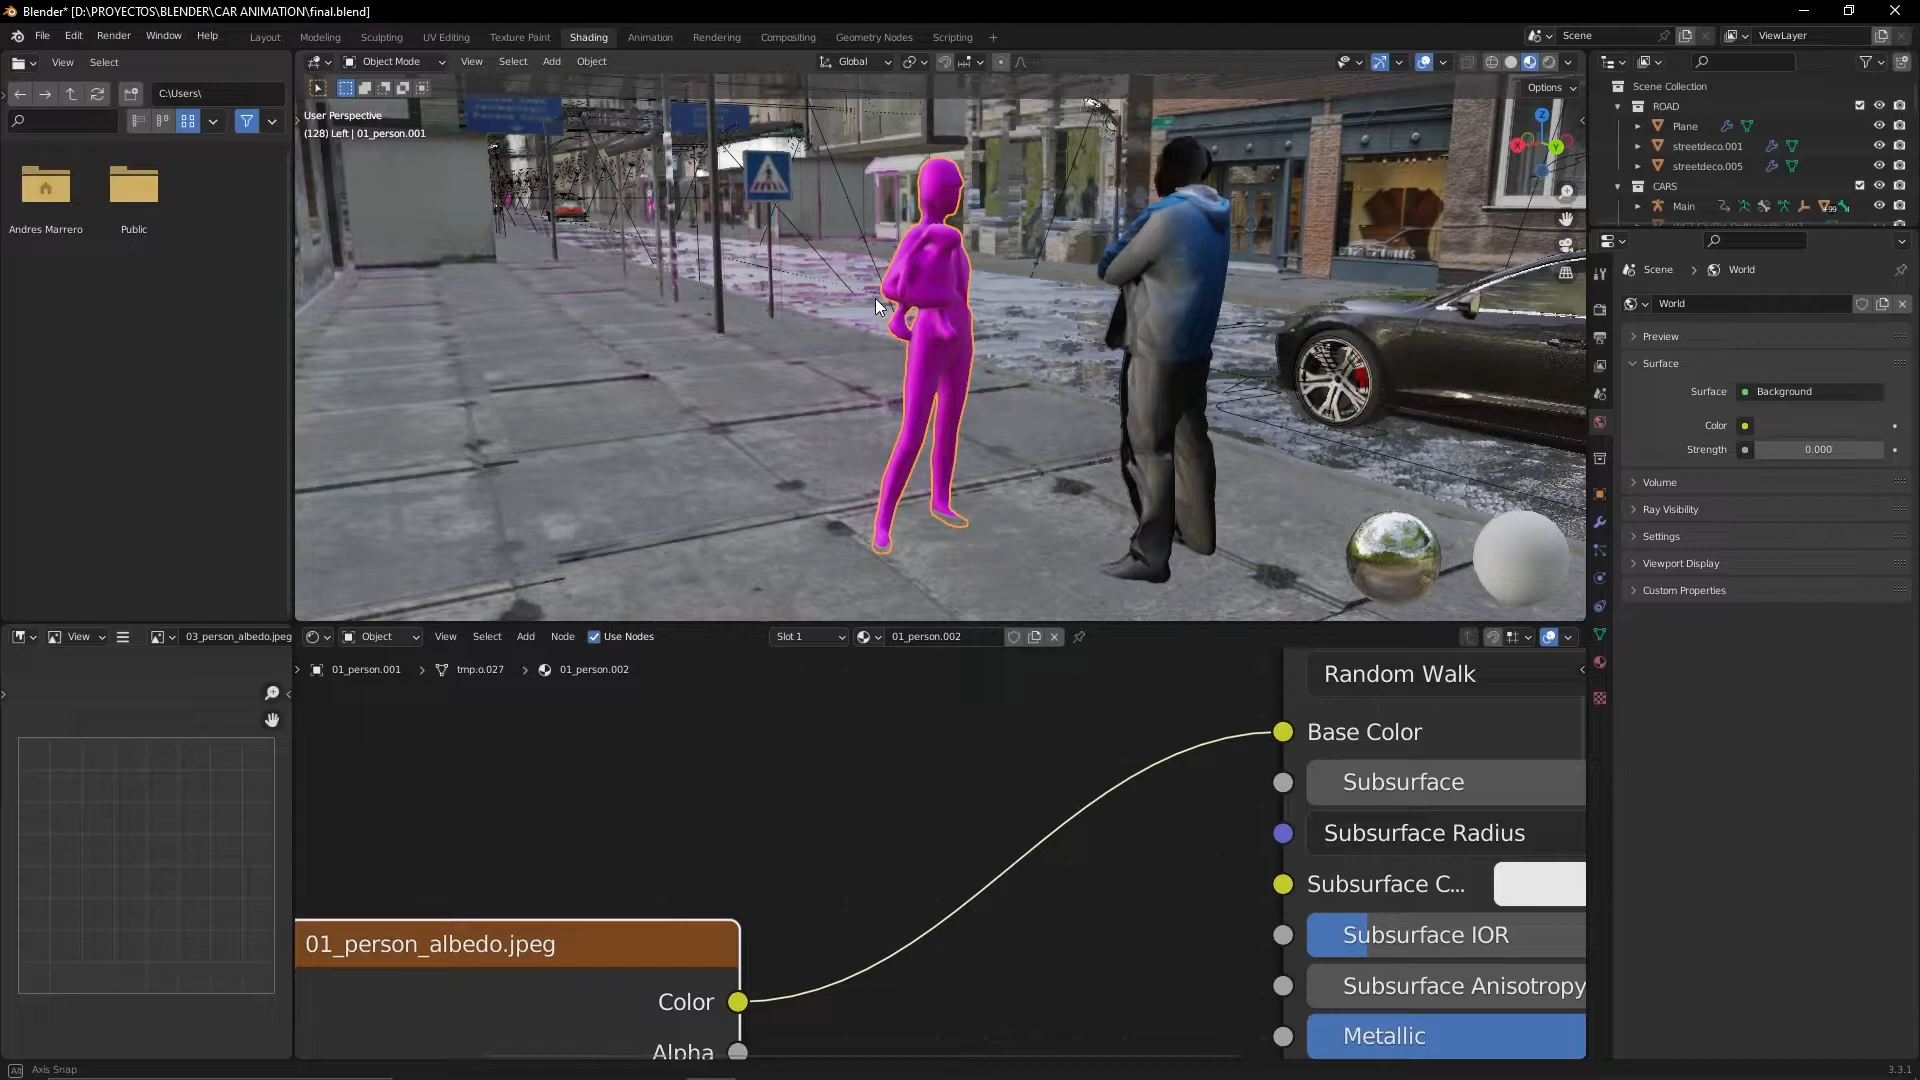 Blender* [D:\PROYECTOS\BLENDER\CAR ANIMATION\final.blend]
File Edit Render Window Help Layout Modeling Sculpting UV Editing Texture Paint Shading Animation Rendering Compositing Geometry Nodes Scripting + Scene ViewLayer
View Select
Object Mode View Select Add Object Global
C:\Users\
Options
User Perspective
(128) Left | 01_person.001
Andres Marrero Public
Z
X
Y
Scene Collection
ROAD
Plane
streetdeco.001
streetdeco.005
CARS
Main
Scene World
World
Preview
Surface
Surface Background
Color
Strength 0.000
Volume
Ray Visibility
Settings
Viewport Display
Custom Properties
View 03_person_albedo.jpeg
Object View Select Add Node Use Nodes Slot 1 01_person.002
01_person.001 tmp.o.027 01_person.002
Random Walk
Base Color
Subsurface
Subsurface Radius
Subsurface C...
Subsurface IOR
Subsurface Anisotropy
Metallic
01_person_albedo.jpeg
Color
Alpha
Alt Axis Snap
3.3.1